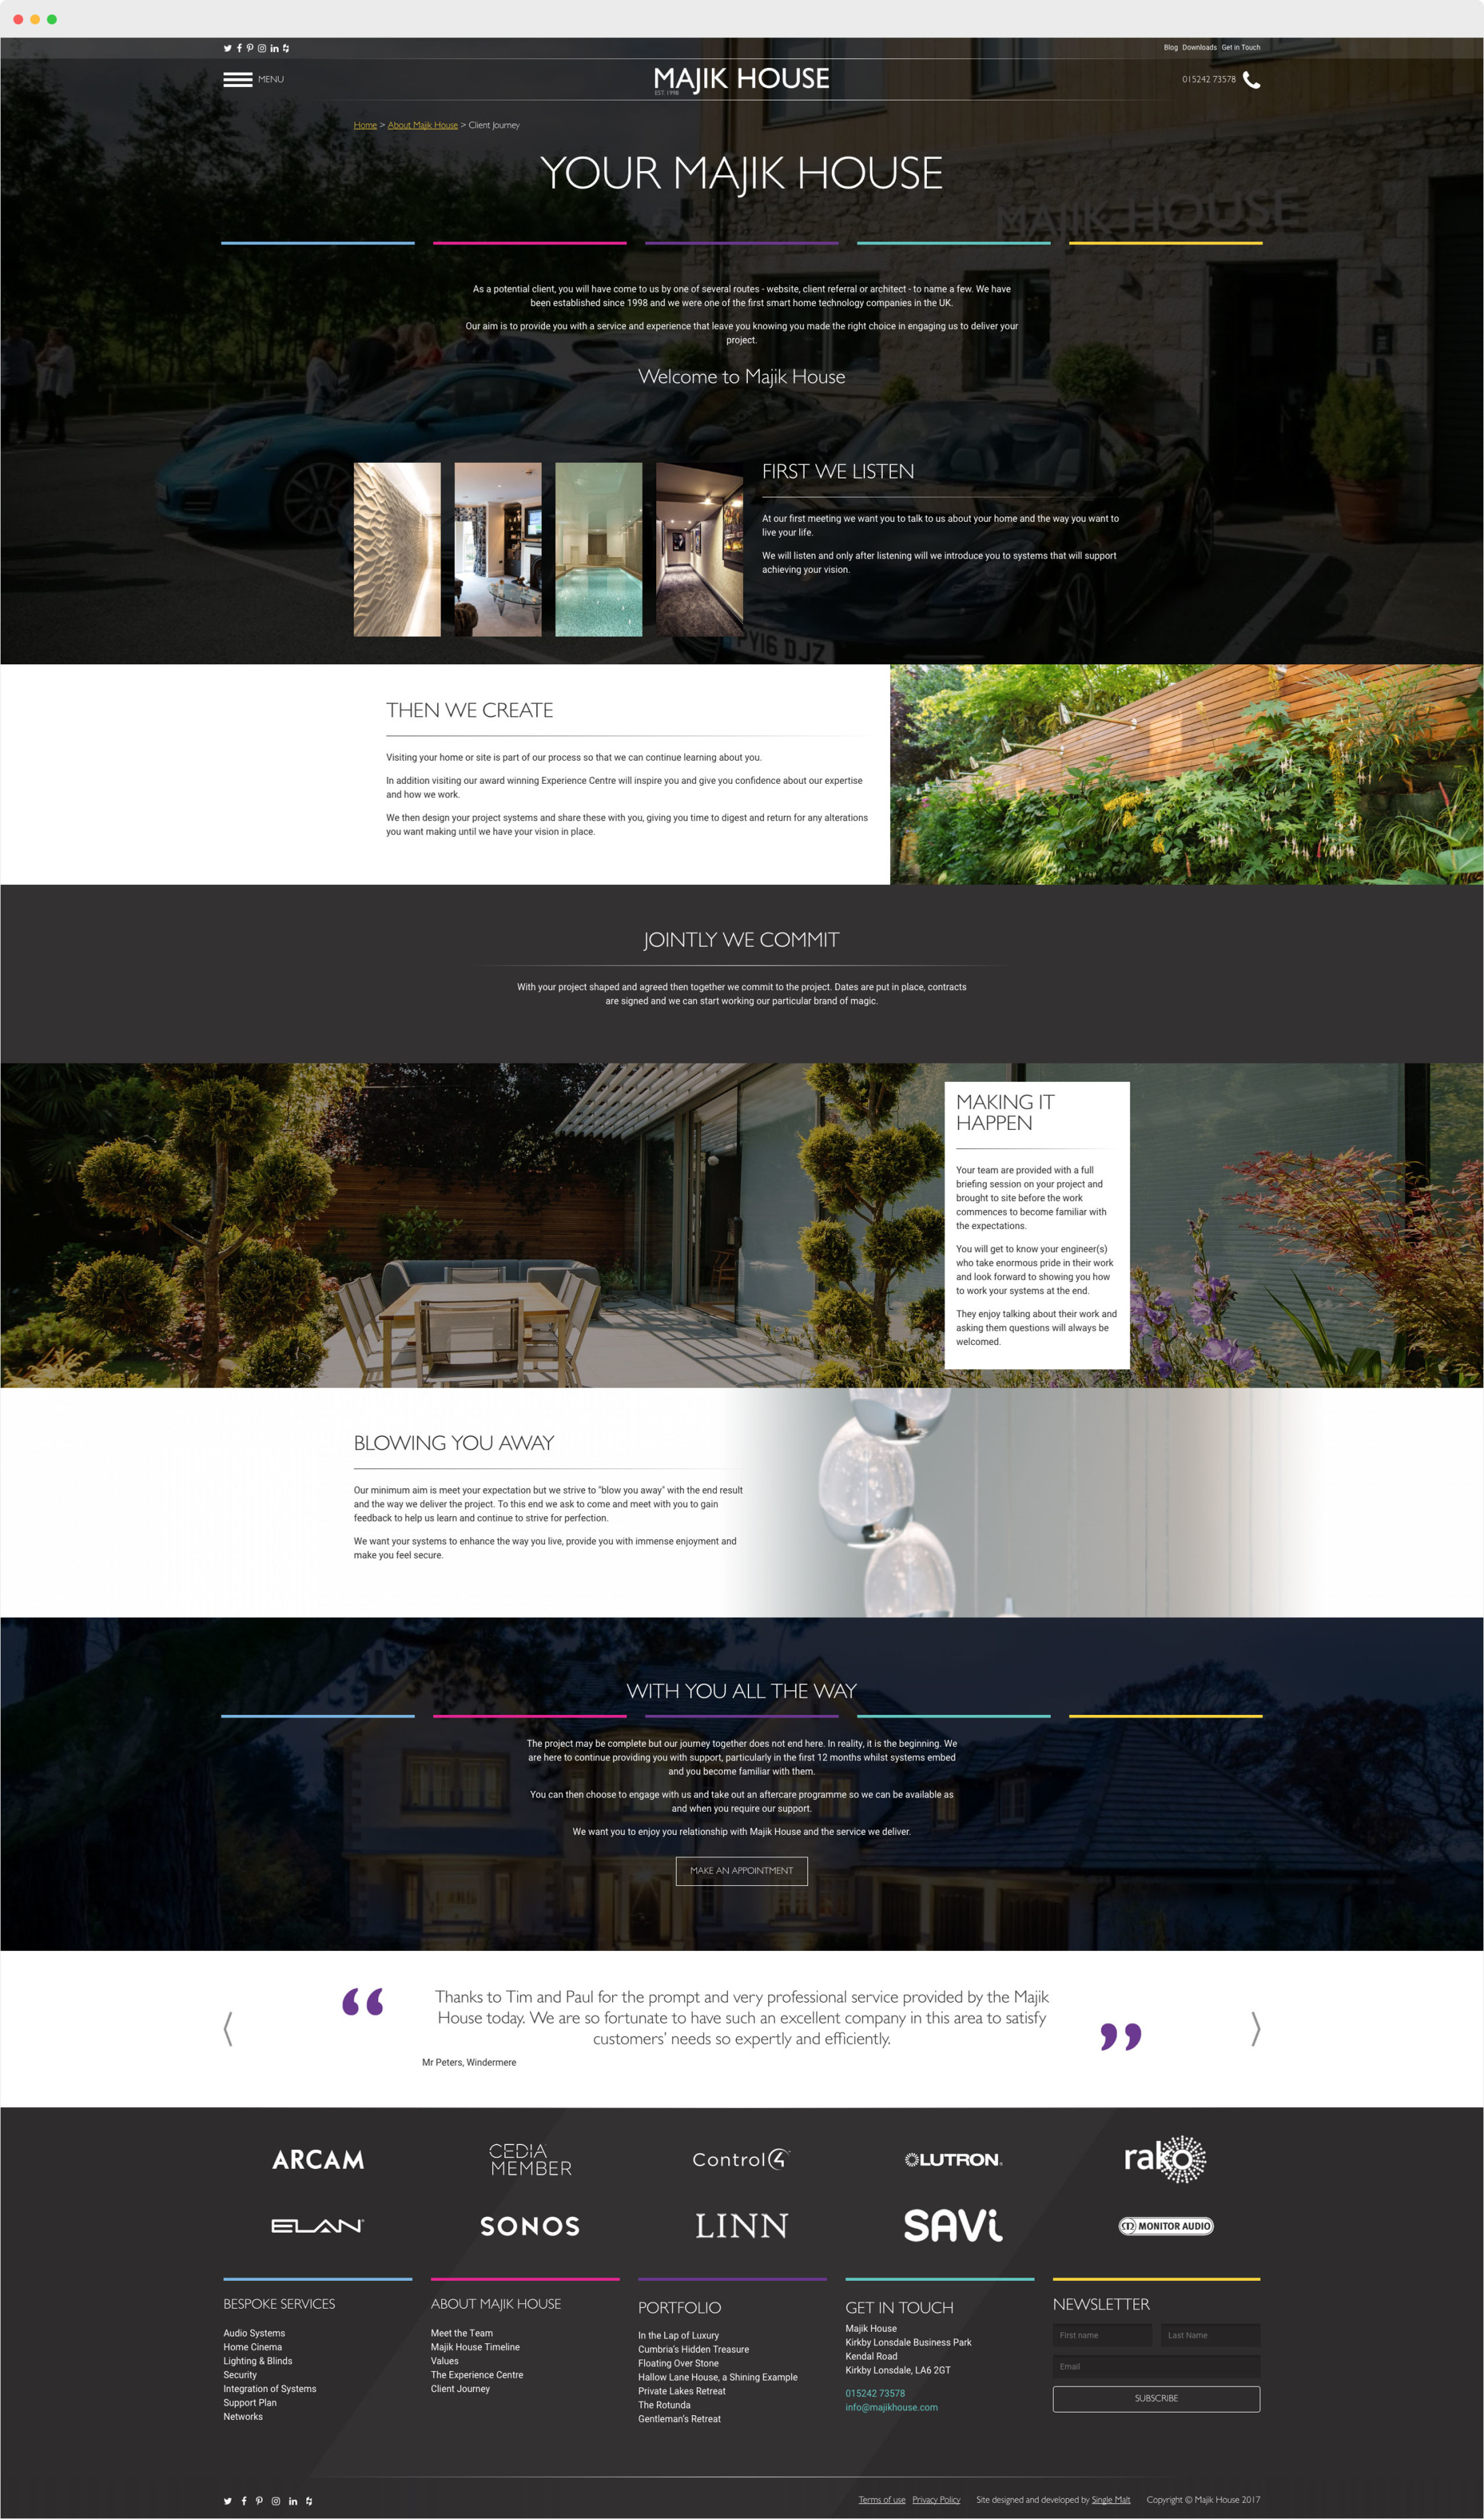 Blog Downloads Get in Touch
MENU
MAJIK HOUSE
EST. 1998
015242 73578
Home > About Majik House > Client Journey
YOUR MAJIK HOUSE
MAJIK HOUSE
As a potential client, you will have come to us by one of several routes - website, client referral or architect - to name a few. We have
been established since 1998 and we were one of the first smart home technology companies in the UK.
Our aim is to provide you with a service and experience that leave you knowing you made the right choice in engaging us to deliver your
project.
Welcome to Majik House
FIRST WE LISTEN
At our first meeting we want you to talk to us about your home and the way you want to
live your life.
We will listen and only after listening will we introduce you to systems that will support
achieving your vision.
PY16 DJZ
THEN WE CREATE
Visiting your home or site is part of our process so that we can continue learning about you.
In addition visiting our award winning Experience Centre will inspire you and give you confidence about our expertise
and how we work.
We then design your project systems and share these with you, giving you time to digest and return for any alterations
you want making until we have your vision in place.
JOINTLY WE COMMIT
With your project shaped and agreed then together we commit to the project. Dates are put in place, contracts
are signed and we can start working our particular brand of magic.
MAKING IT
HAPPEN
Your team are provided with a full
briefing session on your project and
brought to site before the work
commences to become familiar with
the expectations.
You will get to know your engineer(s)
who take enormous pride in their work
and look forward to showing you how
to work your systems at the end.
They enjoy talking about their work and
asking them questions will always be
welcomed.
BLOWING YOU AWAY
Our minimum aim is meet your expectation but we strive to "blow you away" with the end result
and the way we deliver the project. To this end we ask to come and meet with you to gain
feedback to help us learn and continue to strive for perfection.
We want your systems to enhance the way you live, provide you with immense enjoyment and
make you feel secure.
WITH YOU ALL THE WAY
The project may be complete but our journey together does not end here. In reality, it is the beginning. We
are here to continue providing you with support, particularly in the first 12 months whilst systems embed
and you become familiar with them.
You can then choose to engage with us and take out an aftercare programme so we can be available as
and when you require our support.
We want you to enjoy you relationship with Majik House and the service we deliver.
MAKE AN APPOINTMENT
“ Thanks to Tim and Paul for the prompt and very professional service provided by the Majik
House today. We are so fortunate to have such an excellent company in this area to satisfy
customers' needs so expertly and efficiently. ”
Mr Peters, Windermere
ARCAM
CEDIA
MEMBER
Control4
LUTRON
rako
ELAN
SONOS
LINN
SAVi
MONITOR AUDIO
BESPOKE SERVICES
Audio Systems
Home Cinema
Lighting & Blinds
Security
Integration of Systems
Support Plan
Networks
ABOUT MAJIK HOUSE
Meet the Team
Majik House Timeline
Values
The Experience Centre
Client Journey
PORTFOLIO
In the Lap of Luxury
Cumbria's Hidden Treasure
Floating Over Stone
Hallow Lane House, a Shining Example
Private Lakes Retreat
The Rotunda
Gentleman's Retreat
GET IN TOUCH
Majik House
Kirkby Lonsdale Business Park
Kendal Road
Kirkby Lonsdale, LA6 2GT
015242 73578
info@majikhouse.com
NEWSLETTER
First name Last Name
Email
SUBSCRIBE
Terms of use Privacy Policy Site designed and developed by Single Malt Copyright © Majik House 2017